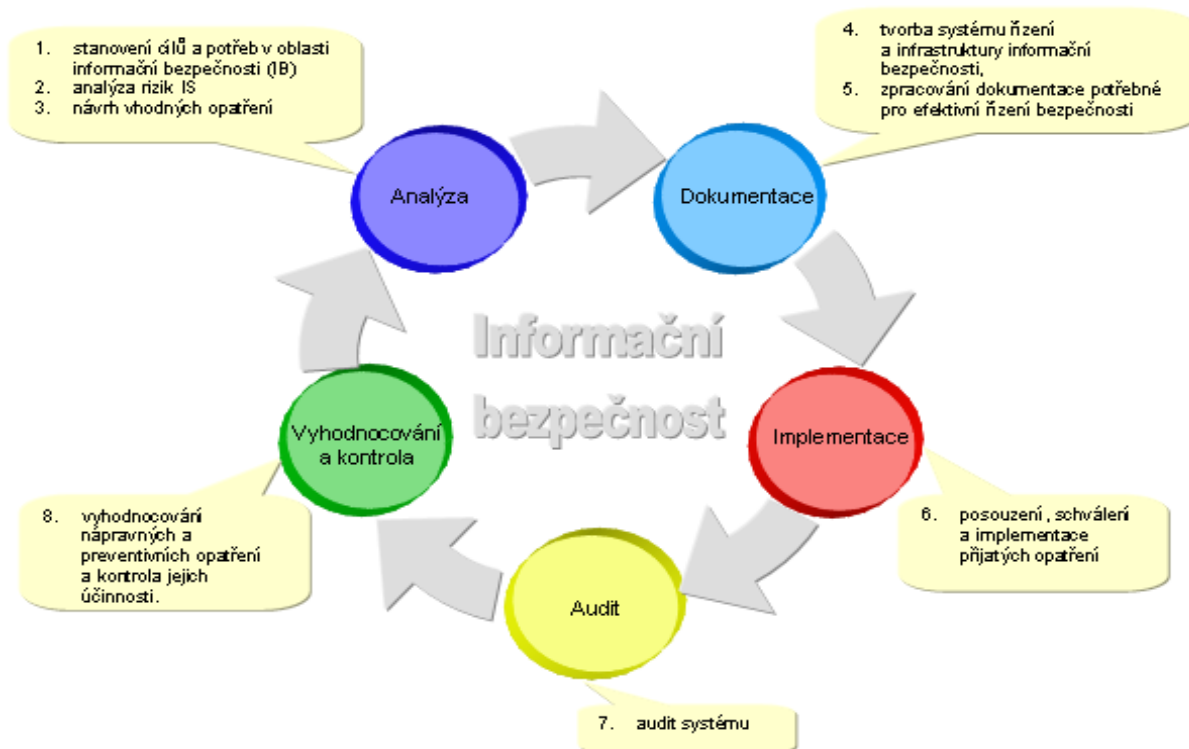 1. stanovení cílů a potřeb v oblasti
informační bezpečnosti (IB)
2. analýza rizik IS
3. návrh vhodných opatření
4. tvorba systému řízení
a infrastruktury informační
bezpečnosti,
5. zpracování dokumentace potřebné
pro efektivní řízení bezpečnosti
Analýza
Dokumentace
Informační
bezpečnost
Vyhodnocování
a kontrola
Implementace
8. vyhodnocování
nápravných a
preventivních opatření
a kontrola jejich
účinnosti.
6. posouzení, schválení
a implementace
přijatých opatření
Audit
7. audit systému